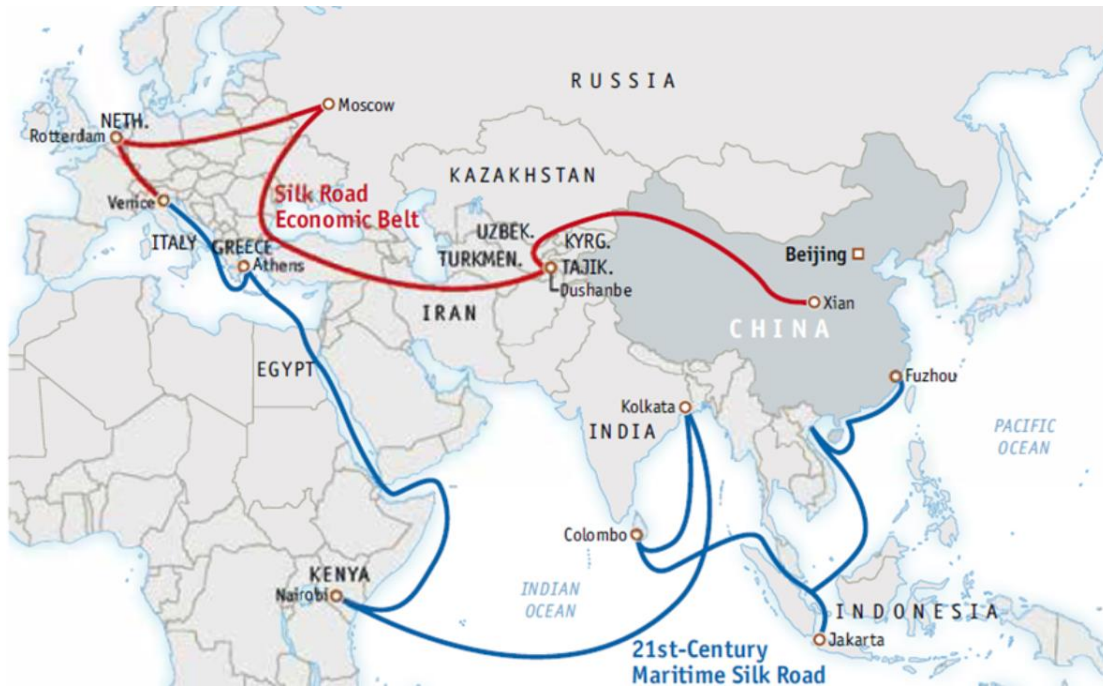 RUSSIA
Moscow
NETH.
Rotterdam
KAZAKHSTAN
Venice
Silk Road
Economic Belt
UZBEK.
KYRG.
ITALY
GREECE
Athens
TURKMEN.
TAJIK.
Dushanbe
Beijing
IRAN
Xian
CHINA
EGYPT
Fuzhou
Kolkata
INDIA
PACIFIC
OCEAN
Colombo
KENYA
Nairobi
INDIAN
OCEAN
INDONESIA
Jakarta
21st-Century
Maritime Silk Road